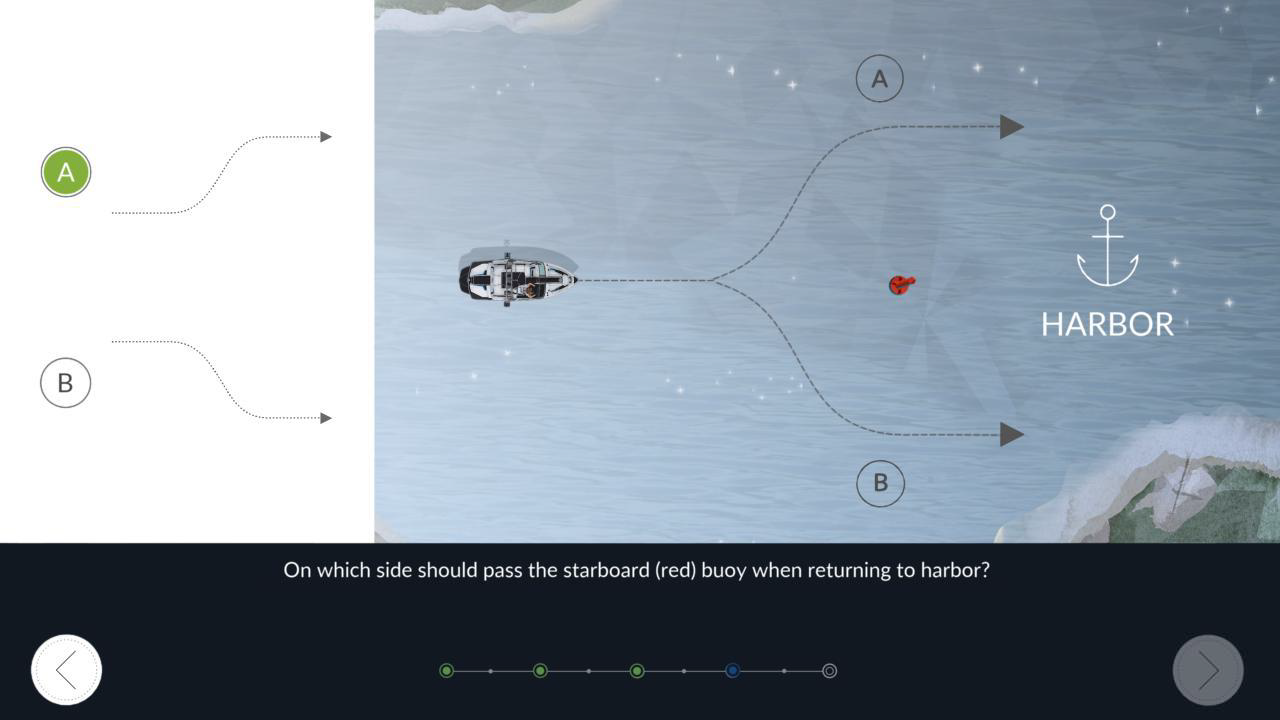 A
A
HARBOR
B
B
On which side should pass the starboard (red) buoy when returning to harbor?